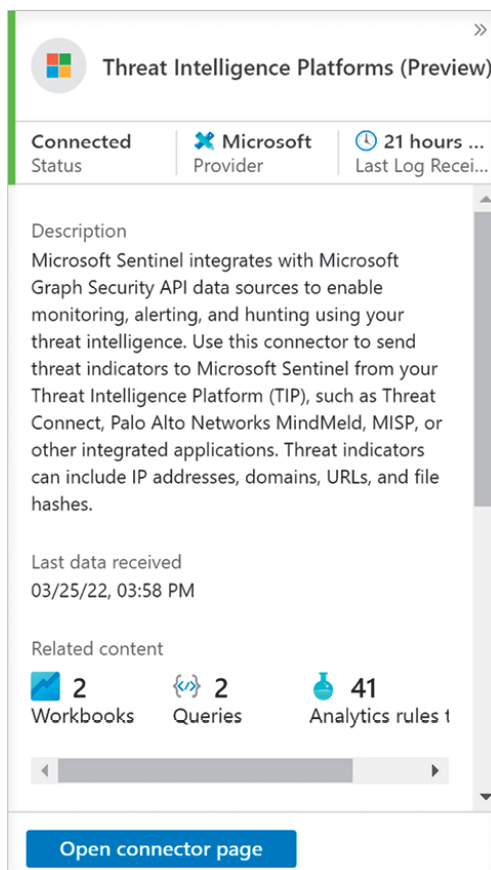 Threat Intelligence Platforms (Preview)
Connected
Status
Microsoft
Provider
21 hours ...
Last Log Recei...
Description
Microsoft Sentinel integrates with Microsoft
Graph Security API data sources to enable
monitoring, alerting, and hunting using your
threat intelligence. Use this connector to send
threat indicators to Microsoft Sentinel from your
Threat Intelligence Platform (TIP), such as Threat
Connect, Palo Alto Networks MindMeld, MISP, or
other integrated applications. Threat indicators
can include IP addresses, domains, URLs, and file
hashes.
Last data received
03/25/22, 03:58 PM
Related content
2
Workbooks
2
Queries
41
Analytics rules t
Open connector page